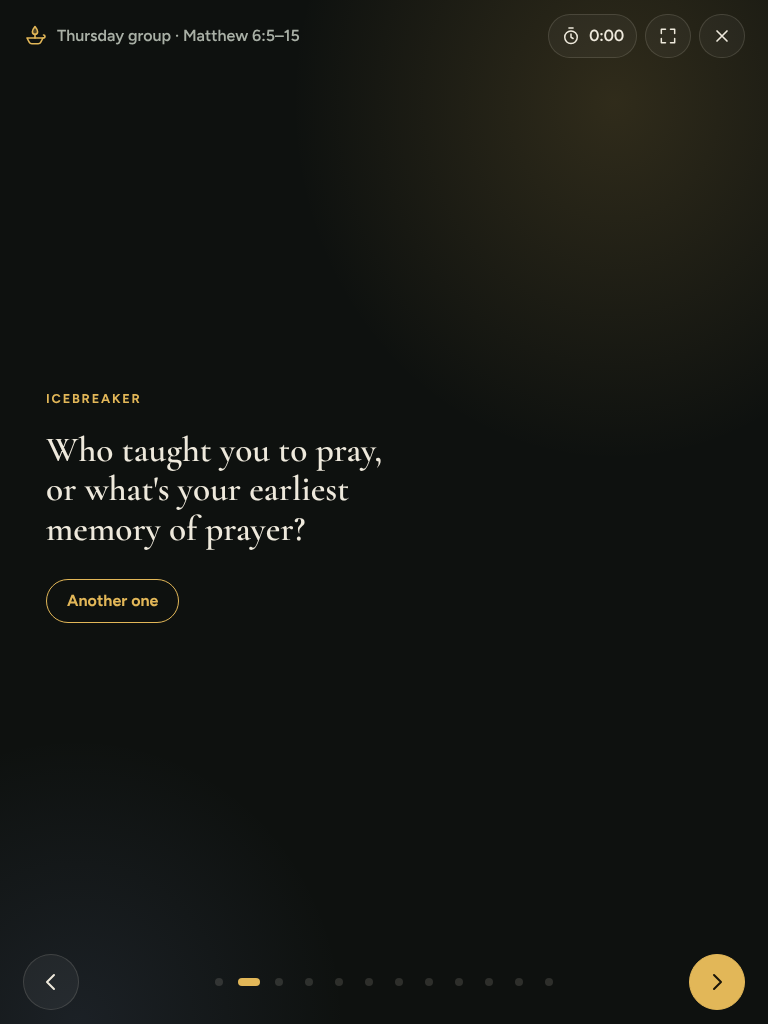 Thursday group · Matthew 6:5–15
0:00
ICEBREAKER
Who taught you to pray,
or what's your earliest
memory of prayer?
Another one